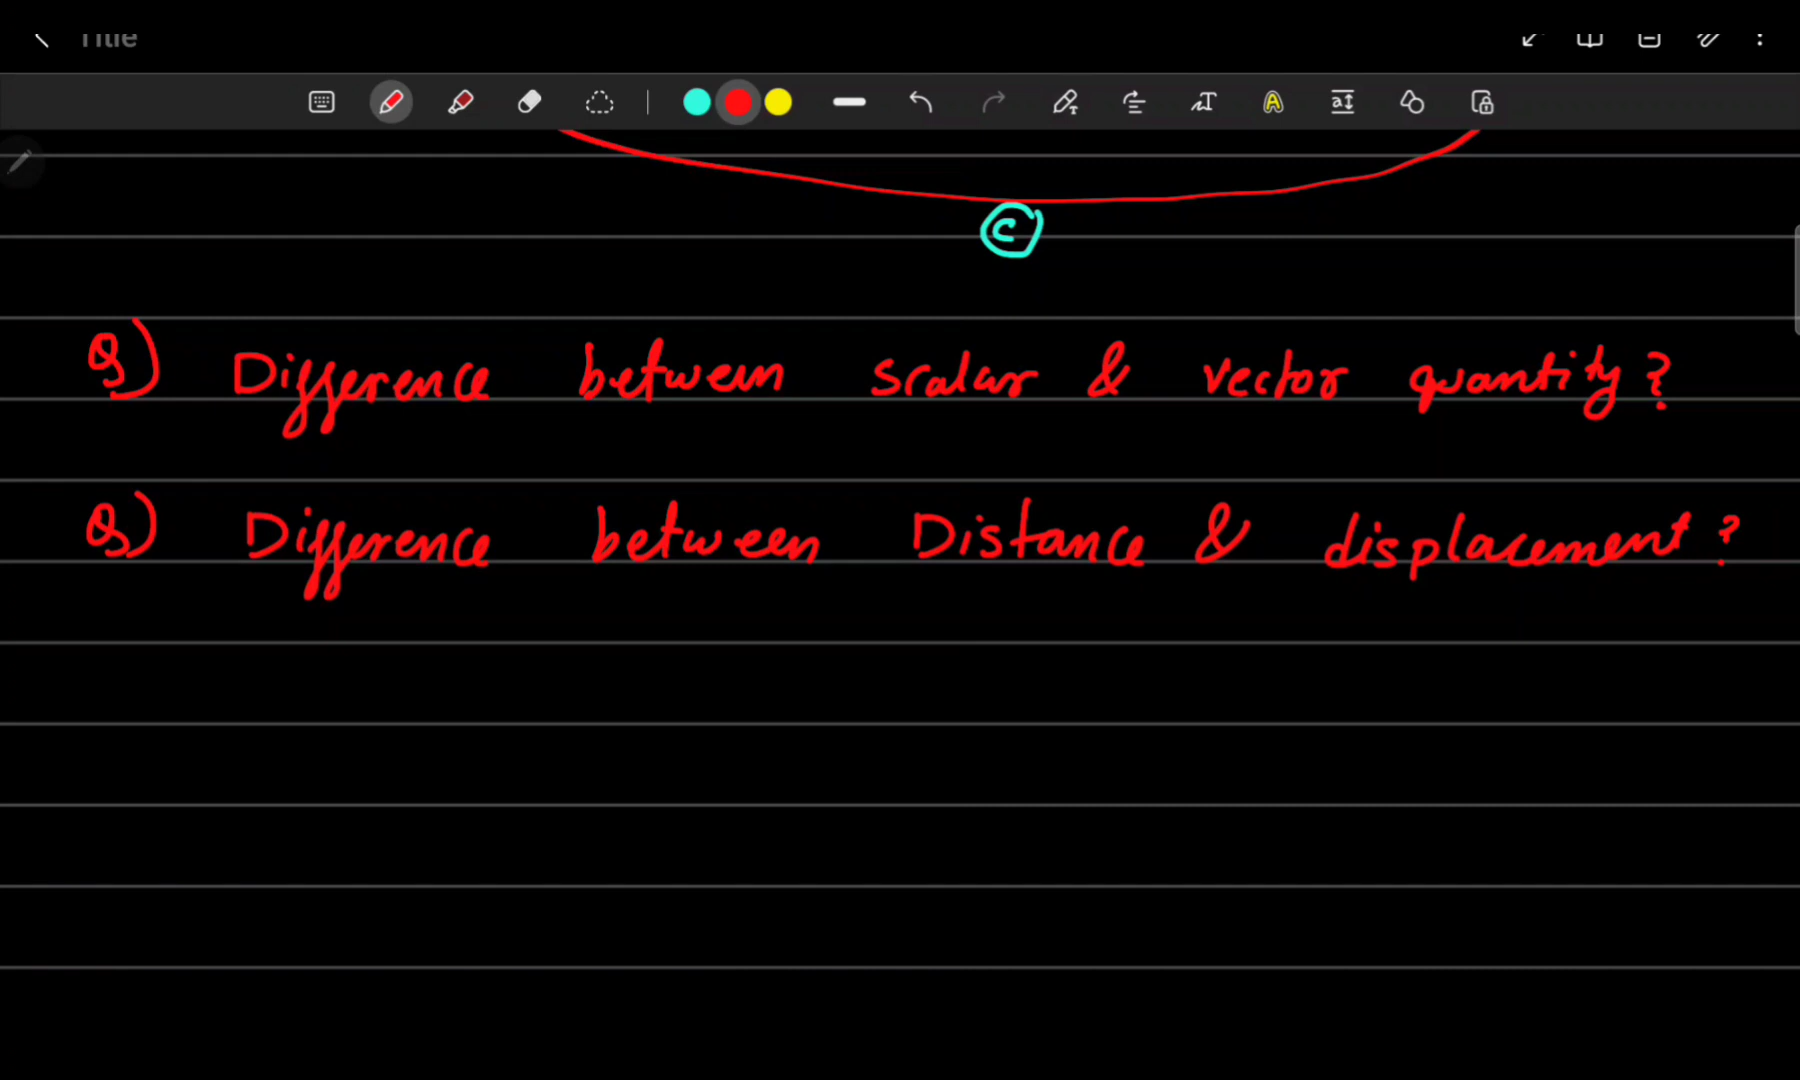 Title
C
Q) Difference between scalar & vector quantity?
Q) Difference between Distance & displacement?